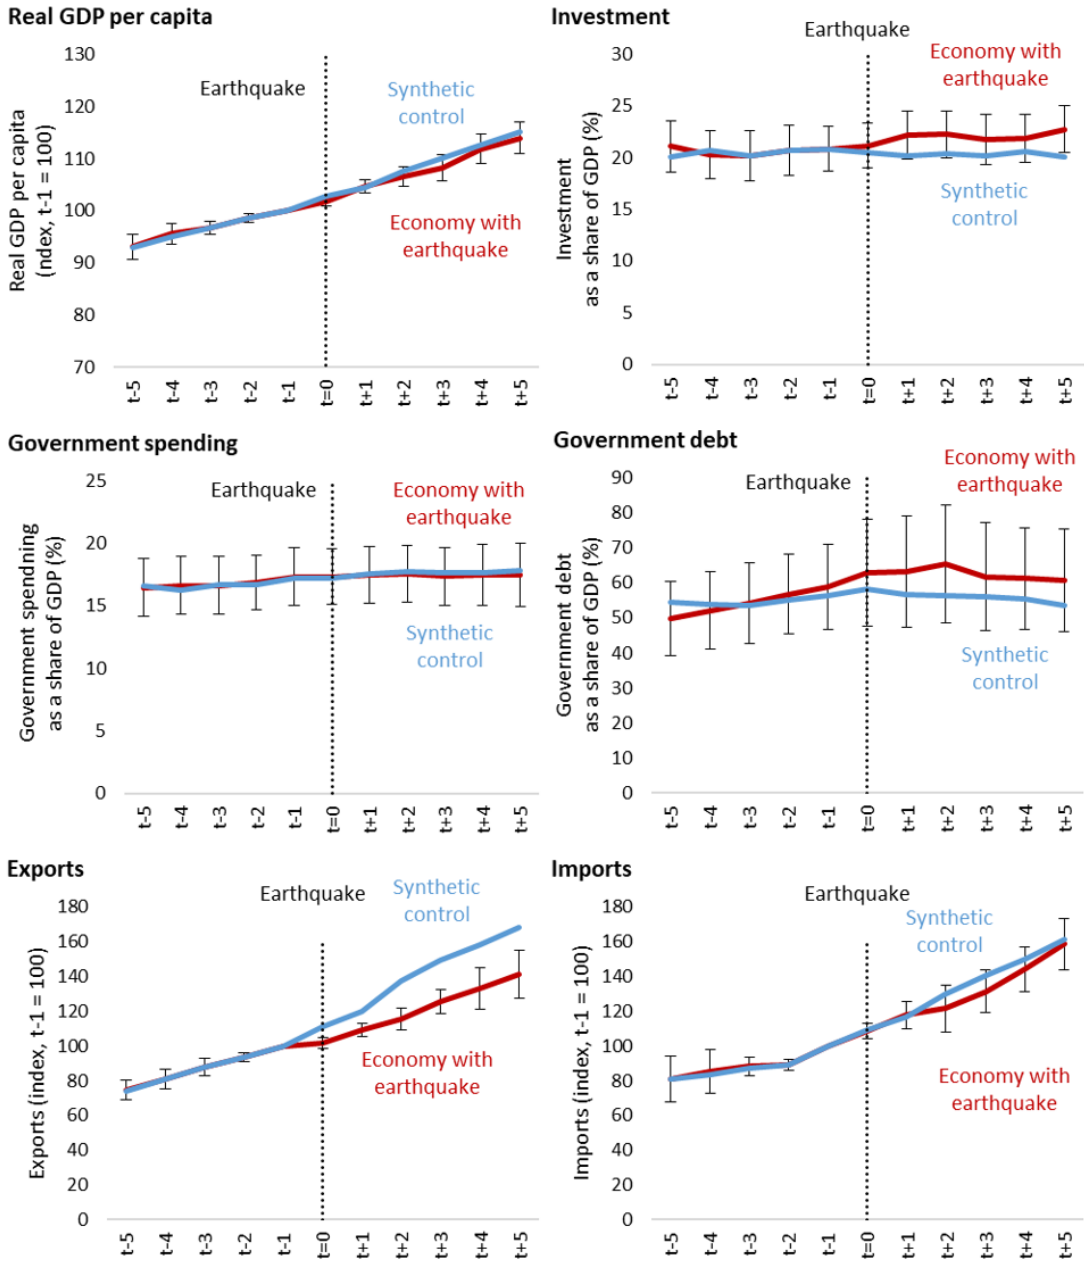 Real GDP per capita
Real GDP per capita
(ndex, t-1 = 100)
130
120
110
100
90
80
70
Earthquake
Synthetic
control
Economy with
earthquake
t-5
t-4
t-3
t-2
t-1
t=0
t+1
t+2
t+3
t+4
t+5
Investment
Investment
as a share of GDP (%)
30
25
20
15
10
5
0
Earthquake
Economy with
earthquake
Synthetic
control
t-5
t-4
t-3
t-2
t-1
t=0
t+1
t+2
t+3
t+4
t+5
Government spending
Government spendning
as a share of GDP (%)
25
20
15
10
5
0
Earthquake
Economy with
earthquake
Synthetic
control
t-5
t-4
t-3
t-2
t-1
t=0
t+1
t+2
t+3
t+4
t+5
Government debt
Government debt
as a share of GDP (%)
90
80
70
60
50
40
30
20
10
0
Earthquake
Economy with
earthquake
Synthetic
control
t-5
t-4
t-3
t-2
t-1
t=0
t+1
t+2
t+3
t+4
t+5
Exports
Exports (index, t-1 = 100)
180
160
140
120
100
80
60
40
20
0
Earthquake
Synthetic
control
Economy with
earthquake
t-5
t-4
t-3
t-2
t-1
t=0
t+1
t+2
t+3
t+4
t+5
Imports
Imports (index, t-1 = 100)
180
160
140
120
100
80
60
40
20
0
Earthquake
Synthetic
control
Economy with
earthquake
t-5
t-4
t-3
t-2
t-1
t=0
t+1
t+2
t+3
t+4
t+5